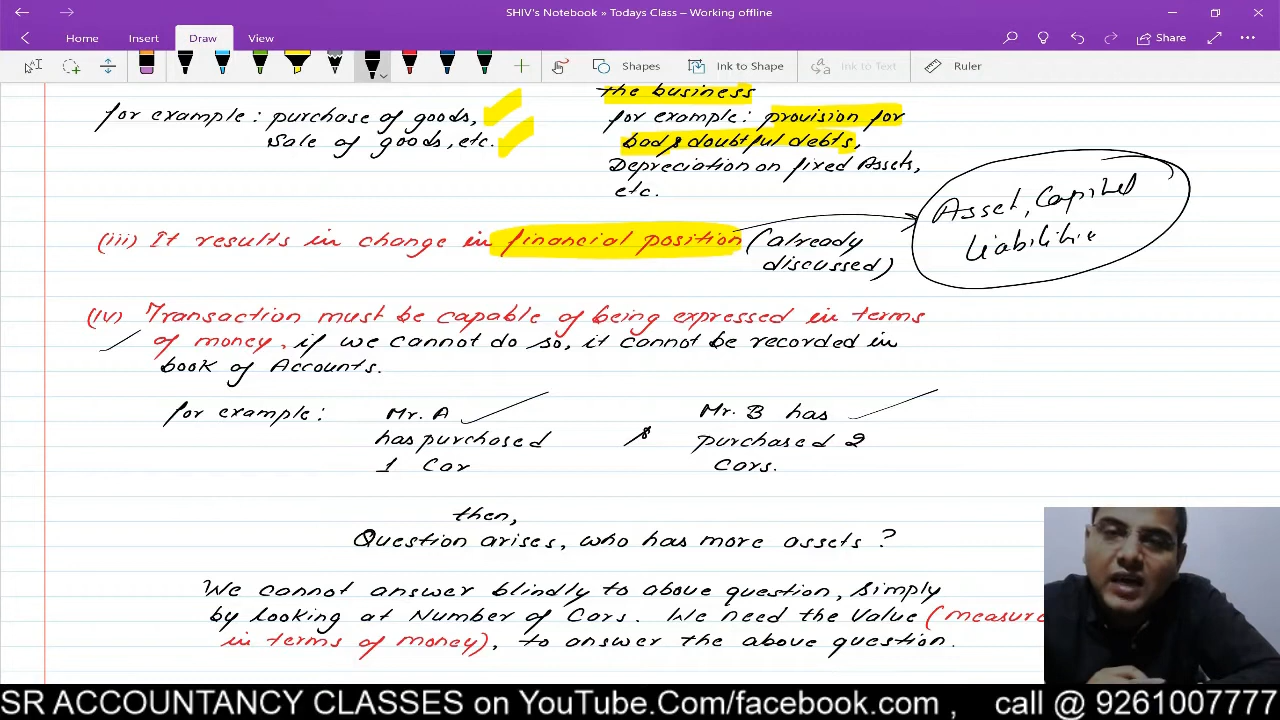 SHIV's Notebook » Todays Class – Working offline
Home Insert Draw View Share
Shapes Ink to Shape Ink to Text Ruler
the business
for example : purchase of goods, for example: provision for
Sale of goods, etc. bad & doubtful debts,
Depreciation on fixed Assets,
etc.
Asset, Capital
Liabilitie
(iii) It results in change in financial position (already
discussed)
(iv) Transaction must be capable of being expressed in terms
of money, if we cannot do so, it cannot be recorded in
book of Accounts.
for example : Mr. A Mr. B has
has purchased & purchased 2
1 Car Cars.
then,
Question arises, who has more assets ?
We cannot answer blindly to above question, simply
by looking at Number of Cars. We need the Value (measur
in terms of money), to answer the above question.
SR ACCOUNTANCY CLASSES on YouTube.Com/facebook.com , call @ 9261007777